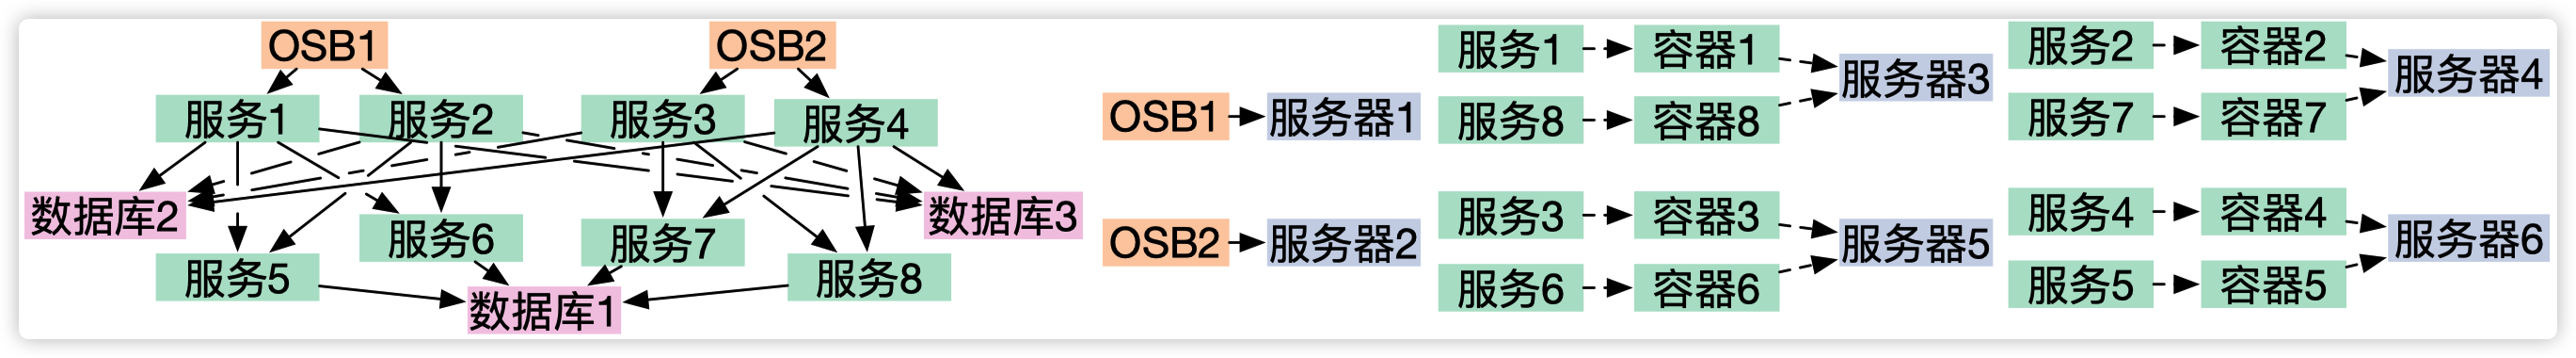 OSB1
OSB2
服务1
服务2
服务3
服务4
数据库2
数据库3
服务6
服务7
服务5
服务8
数据库1
OSB1
服务器1
OSB2
服务器2
服务1
容器1
服务器3
服务8
容器8
服务3
容器3
服务器5
服务6
容器6
服务2
容器2
服务器4
服务7
容器7
服务4
容器4
服务器6
服务5
容器5